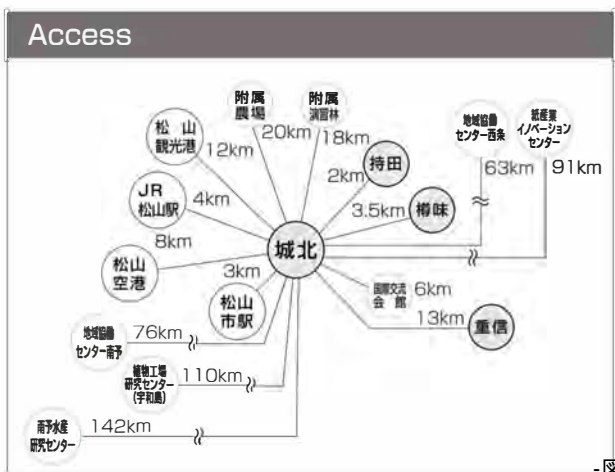 Access
附属
農場
20km
附属
演習林
18km
松山
観光港
12km
持田
2km
地域協働
センター西条
63km
紙産業
イノベーション
センター
91km
JR
松山駅
4km
樽味
3.5km
城北
8km
松山
空港
3km
松山
市駅
国際交流
会館
6km
13km
重信
地域協働
センター南予
76km
植物工場
研究センター
(宇和島)
110km
南予水産
研究センター
142km